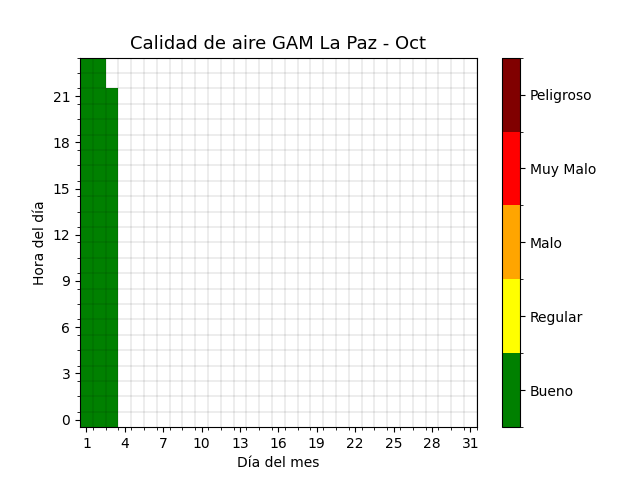 Calidad de aire GAM La Paz - Oct
Hora del día
21
18
15
12
9
6
3
0
1 4 7 10 13 16 19 22 25 28 31
Día del mes
Peligroso
Muy Malo
Malo
Regular
Bueno